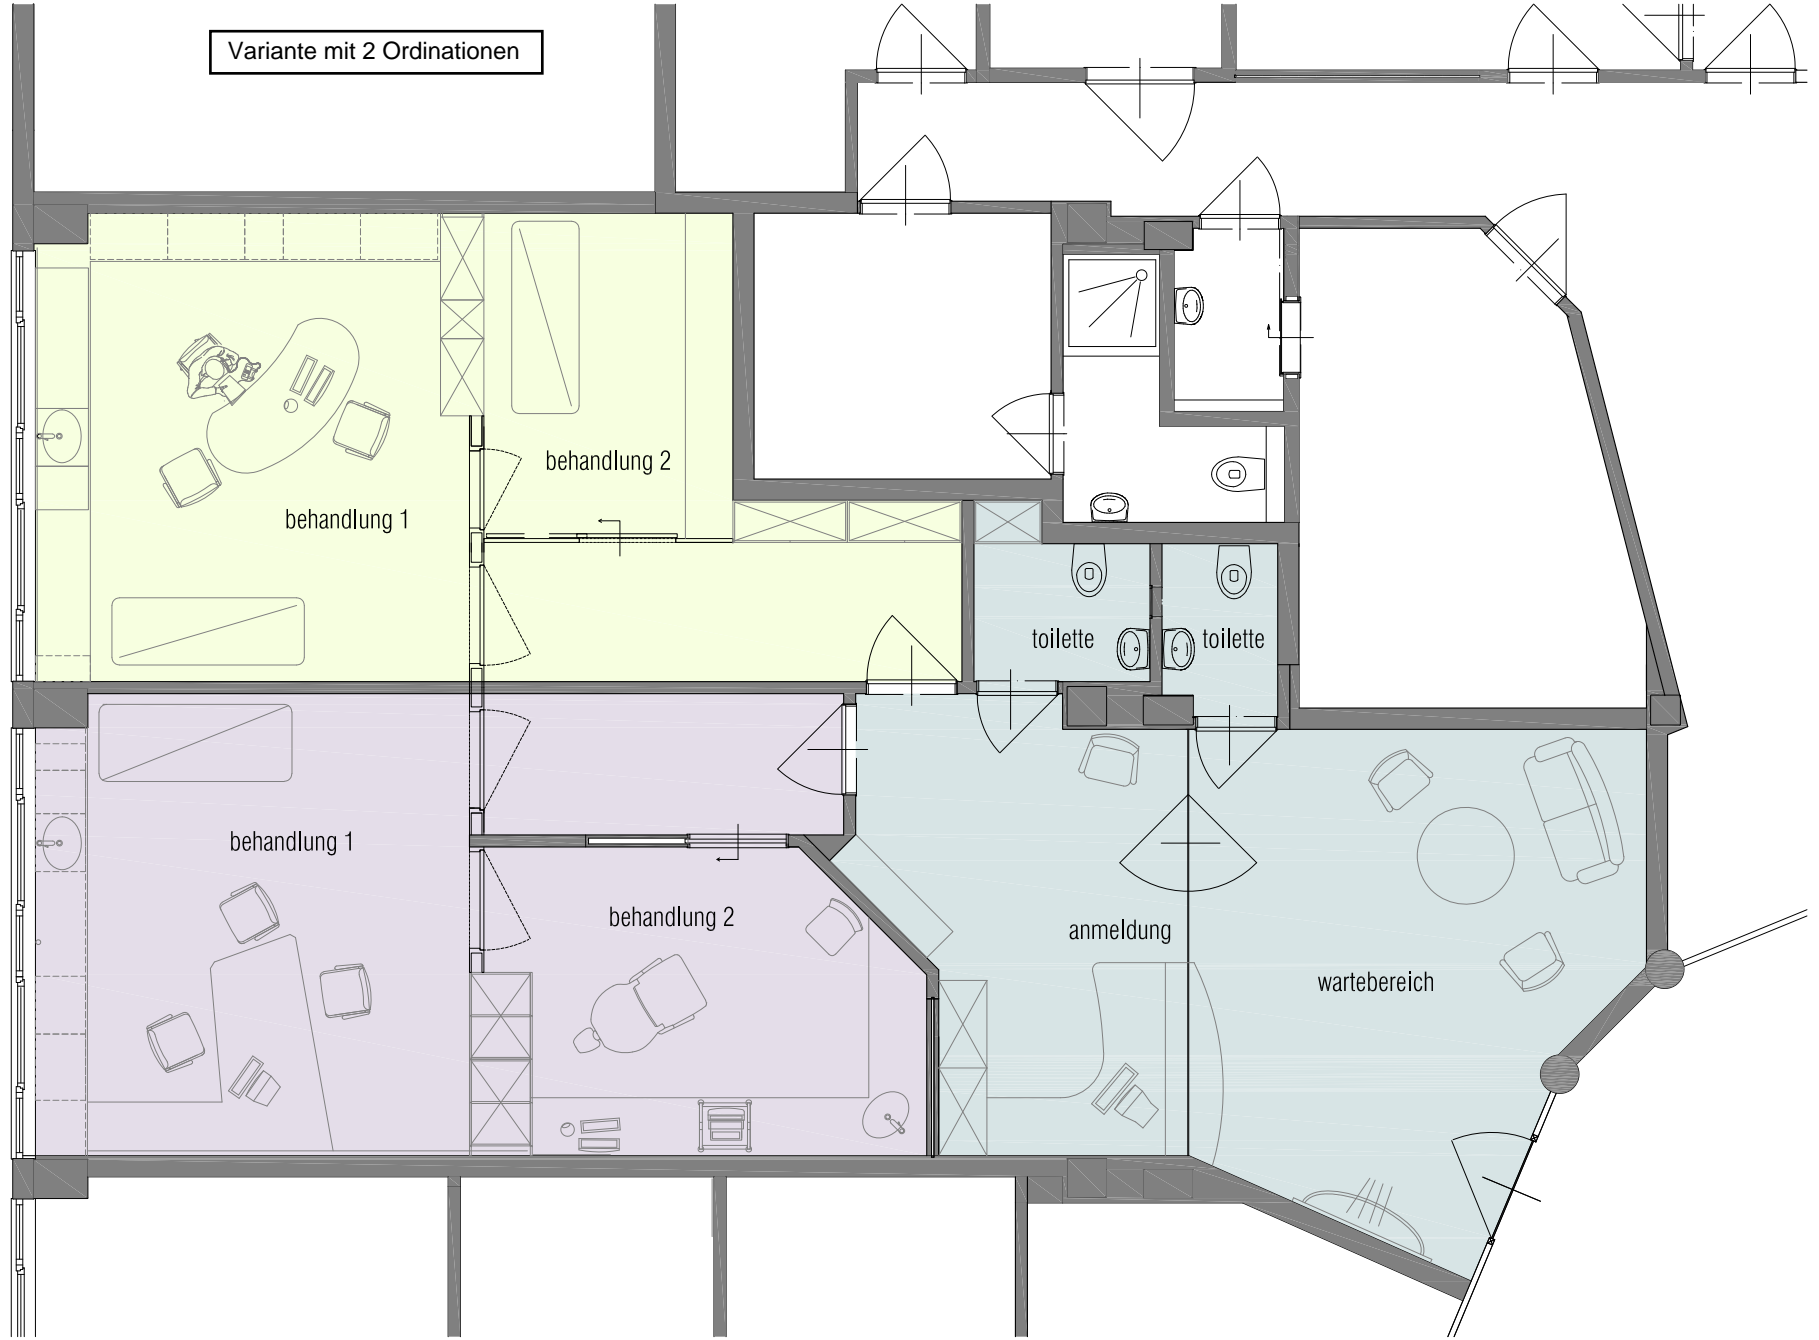 Variante mit 2 Ordinationen
behandlung 2
behandlung 1
toilette
toilette
behandlung 1
behandlung 2
anmeldung
wartebereich